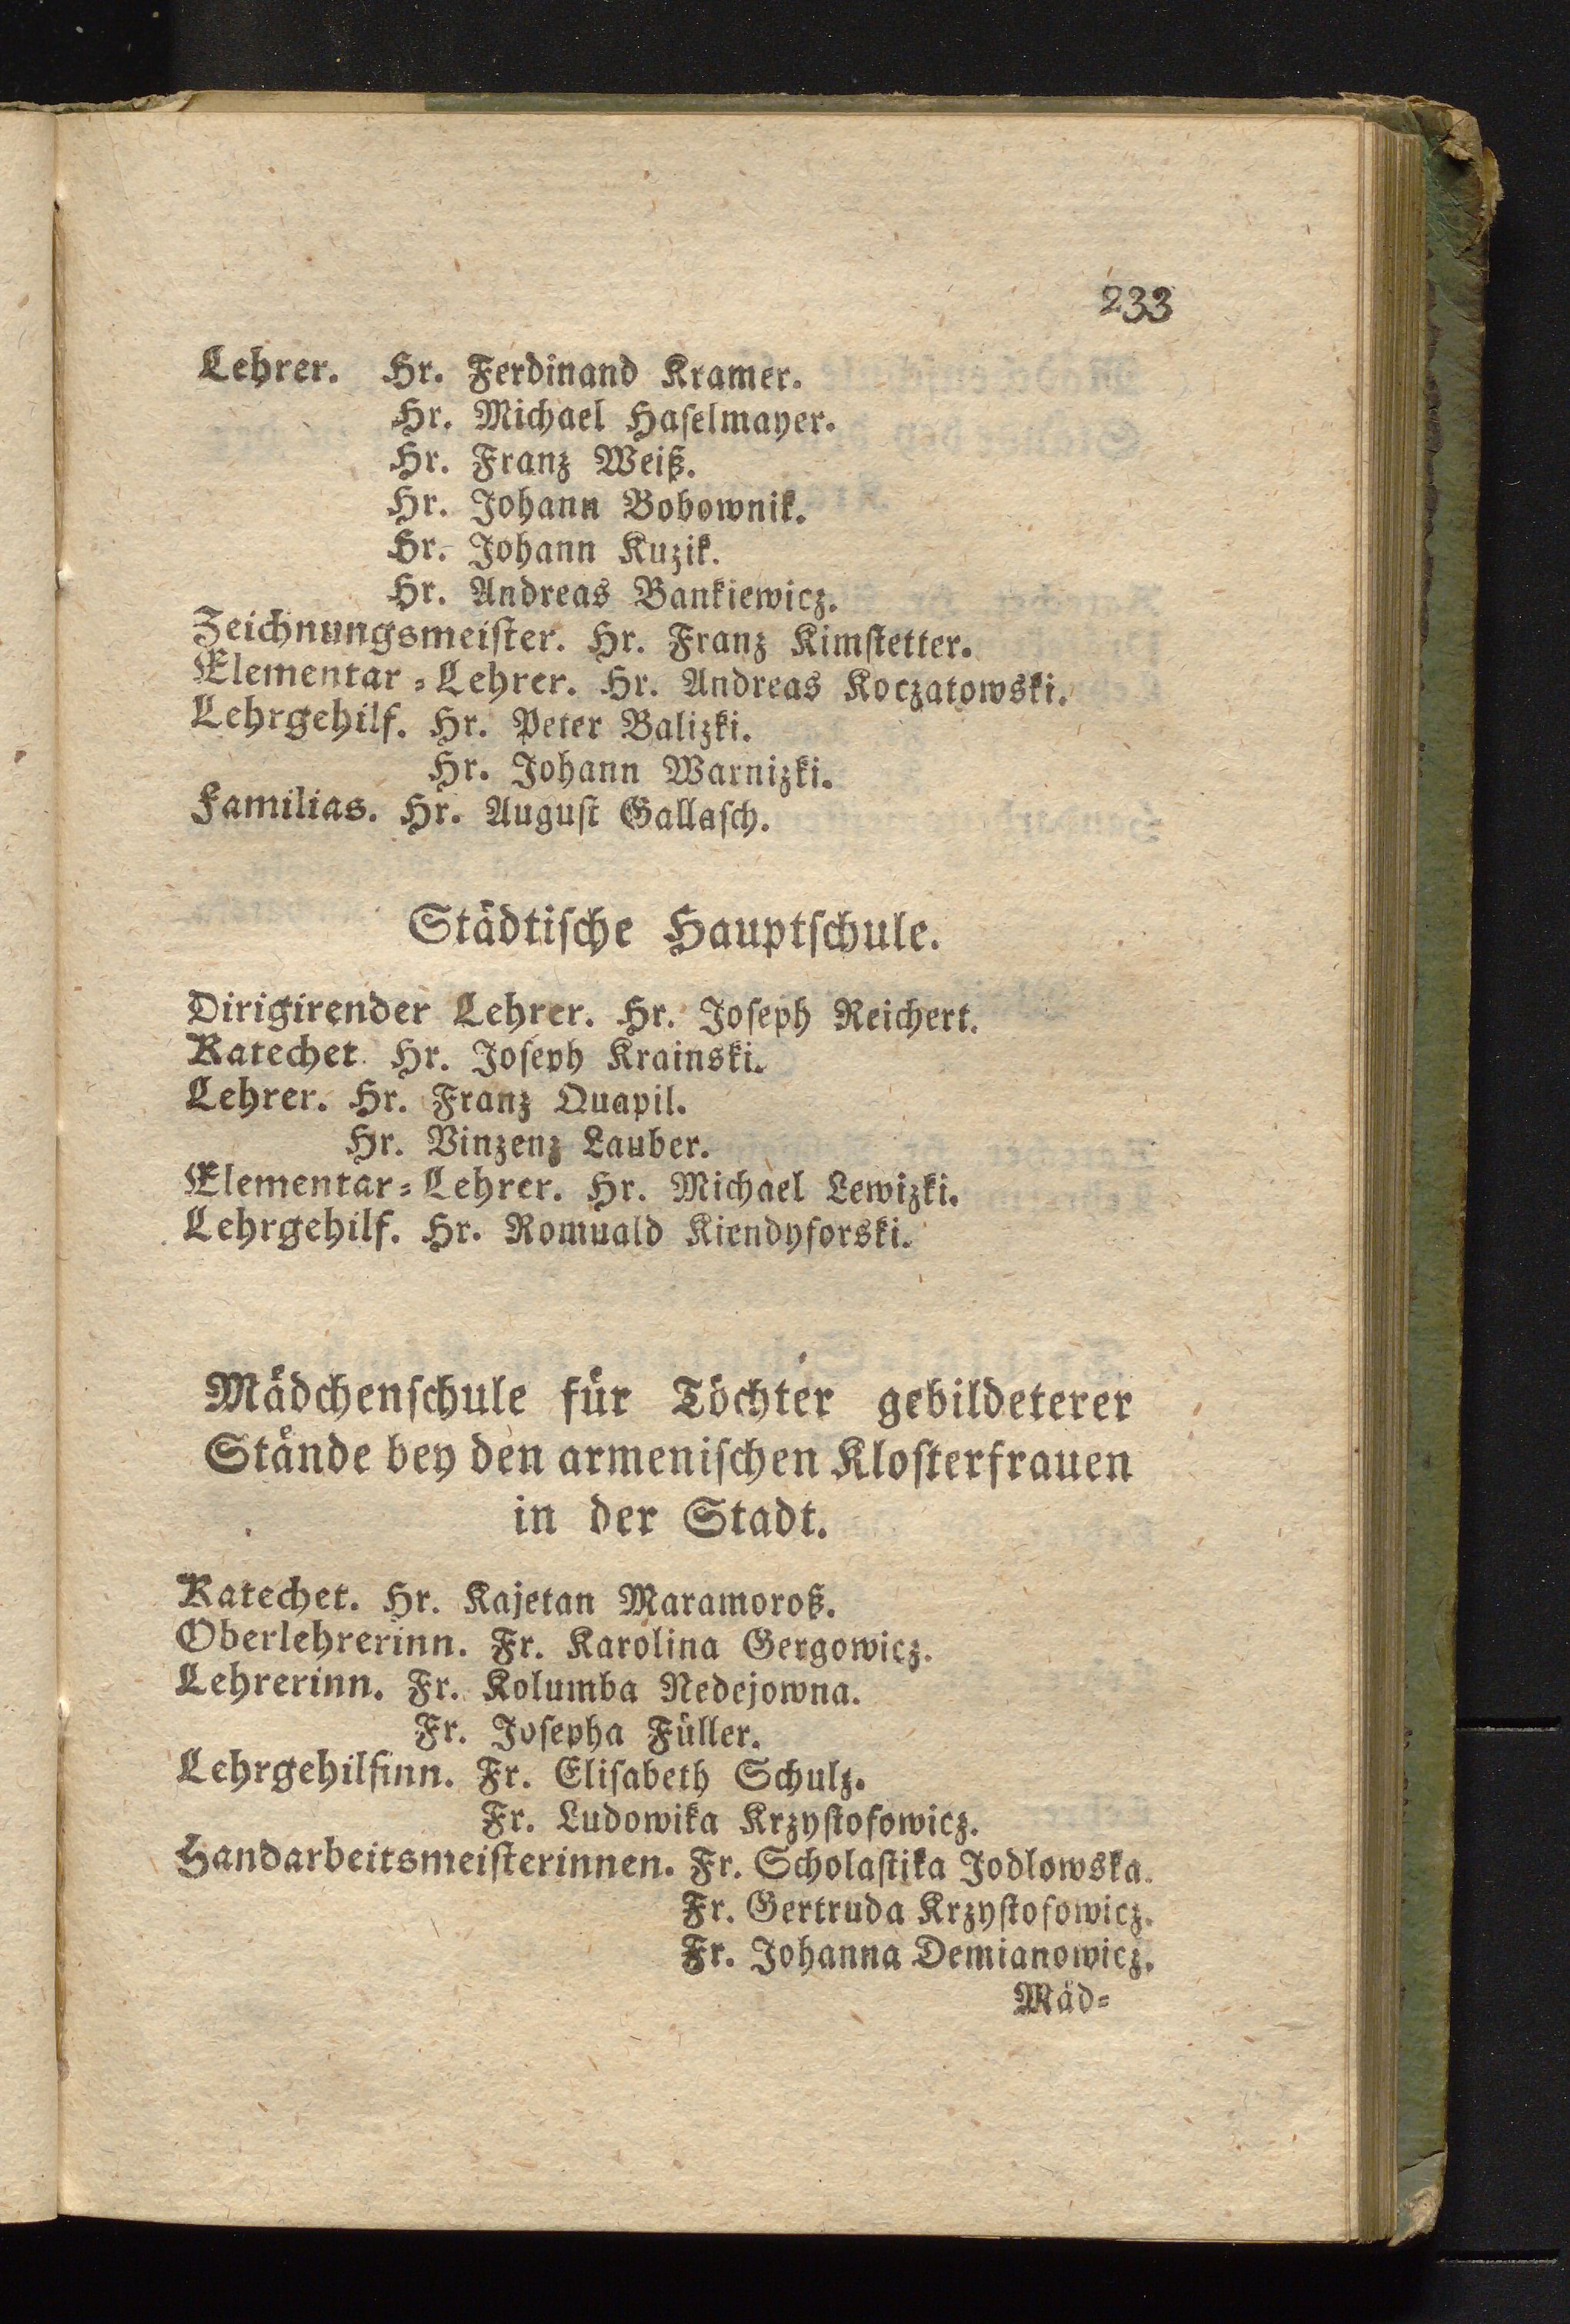 233
Lehrer. Hr. Ferdinand Kramer.
Hr. Michael Haſelmayer.
Hr. Franz Weiß.
Hr. Johann Bobownik.
Hr. Johann Kuzik.
Hr. Andreas Bankiewicz.
Zeichnungsmeiſter. Hr. Franz Kimſtetter.
Elementar⸗Lehrer. Hr. Andreas Koczatowski.
Lehrgehilf. Hr. Peter Balizki.
Hr. Johann Warnizki.
Familias. Hr. Auguſt Gallaſch.
Städtiſche Hauptſchule.
Dirigirender Lehrer. Hr. Joſeph Reichert.
Katechet Hr. Joſeph Krainski.
Lehrer. Hr. Franz Quapil.
Hr. Vinzenz Lauber.
Elementar⸗Lehrer. Hr. Michael Lewizki.
Lehrgehilf. Hr. Romuald Kiendyforski.
Mädchenſchule für Töchter gebildeterer
Stände bey den armeniſchen Kloſterfrauen
in der Stadt.
Katechet. Hr. Kajetan Maramoroß.
Oberlehrerinn. Fr. Karolina Gergowicz.
Lehrerinn. Fr. Kolumba Nedejowna.
Fr. Joſepha Füller.
Lehrgehilfinn. Fr. Eliſabeth Schulz.
Fr. Ludowika Krzyſtofowicz.
Handarbeitsmeiſterinnen. Fr. Scholaſtika Jodlowska.
Fr. Gertruda Krzyſtofowicz.
Fr. Johanna Demianowicz.
Mäd⸗